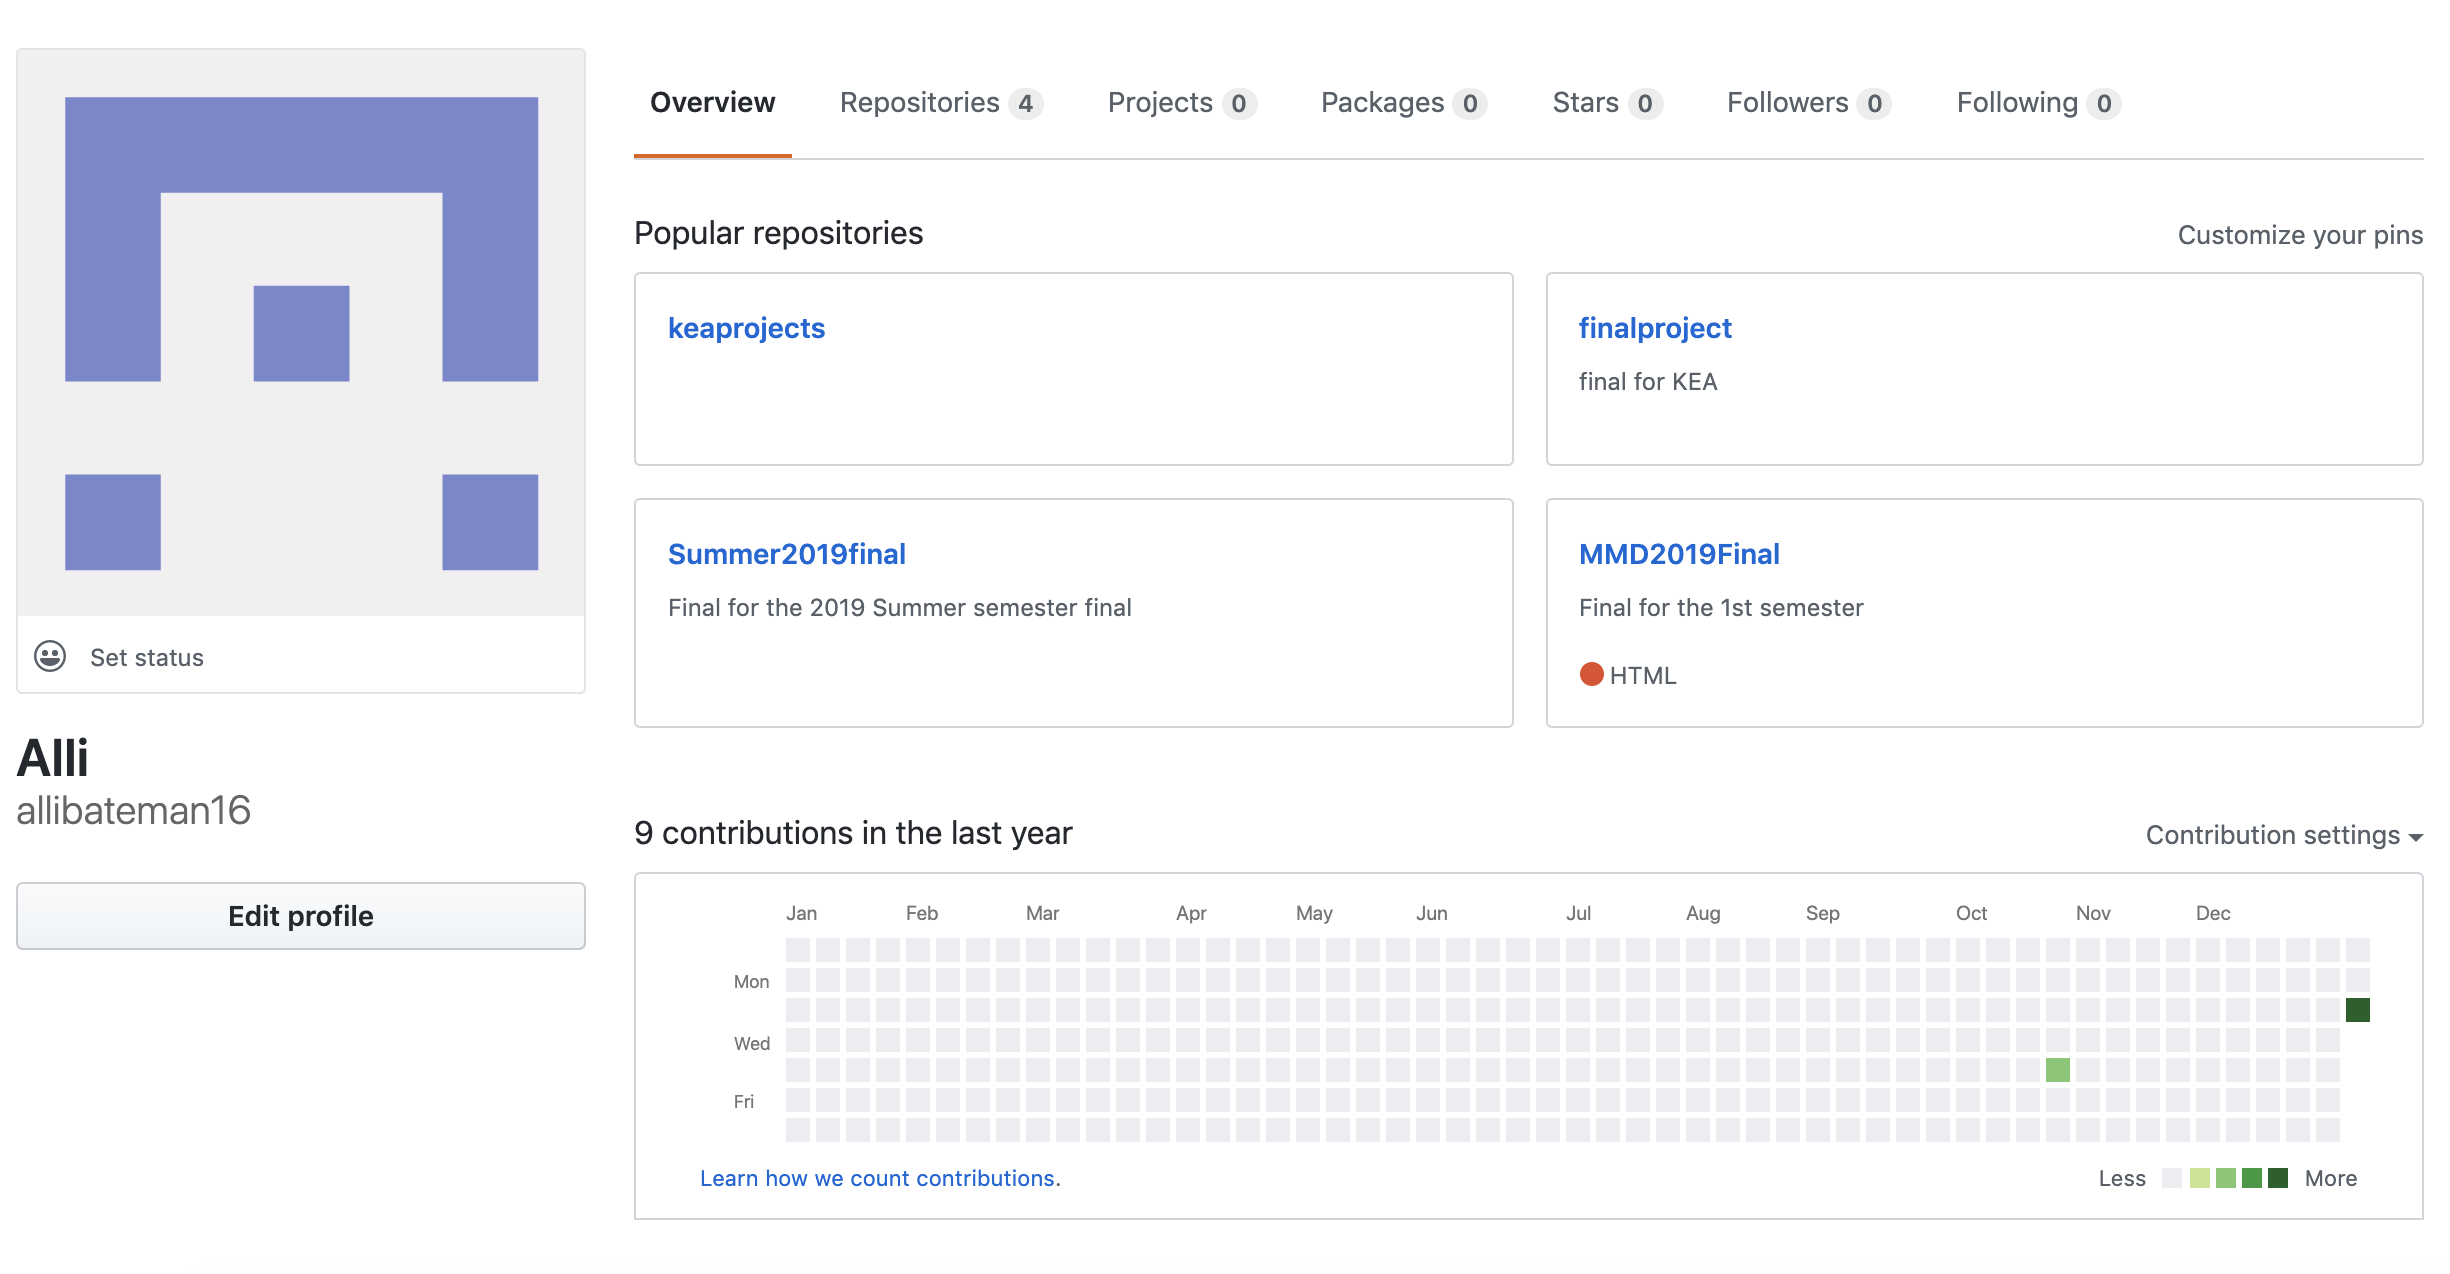 Overview Repositories 4 Projects 0 Packages 0 Stars 0 Followers 0 Following 0
Popular repositories
Customize your pins
keaprojects
finalproject
final for KEA
Summer2019final
Final for the 2019 Summer semester final
MMD2019Final
Final for the 1st semester
HTML
Set status
Alli
allibateman16
Edit profile
9 contributions in the last year
Contribution settings
Jan Feb Mar Apr May Jun Jul Aug Sep Oct Nov Dec
Mon
Wed
Fri
Learn how we count contributions.
Less More